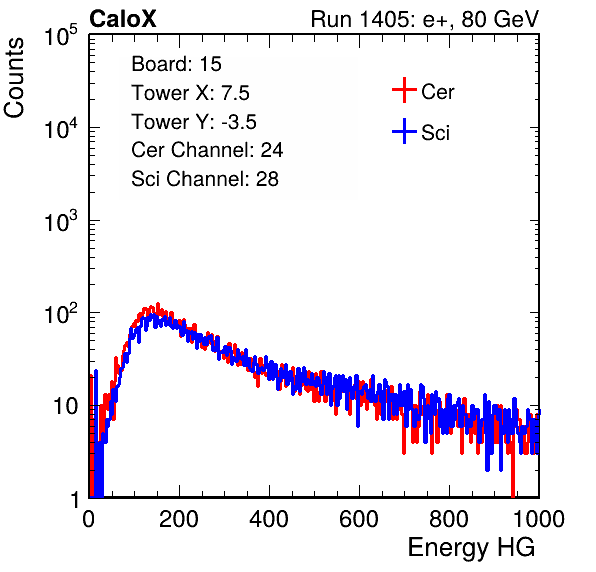 CaloX Run 1405: e+, 80 GeV
Counts
Board: 15
Tower X: 7.5
Tower Y: -3.5
Cer Channel: 24
Sci Channel: 28
Cer
Sci
10^5
10^4
10^3
10^2
10
1
0 200 400 600 800 1000
Energy HG